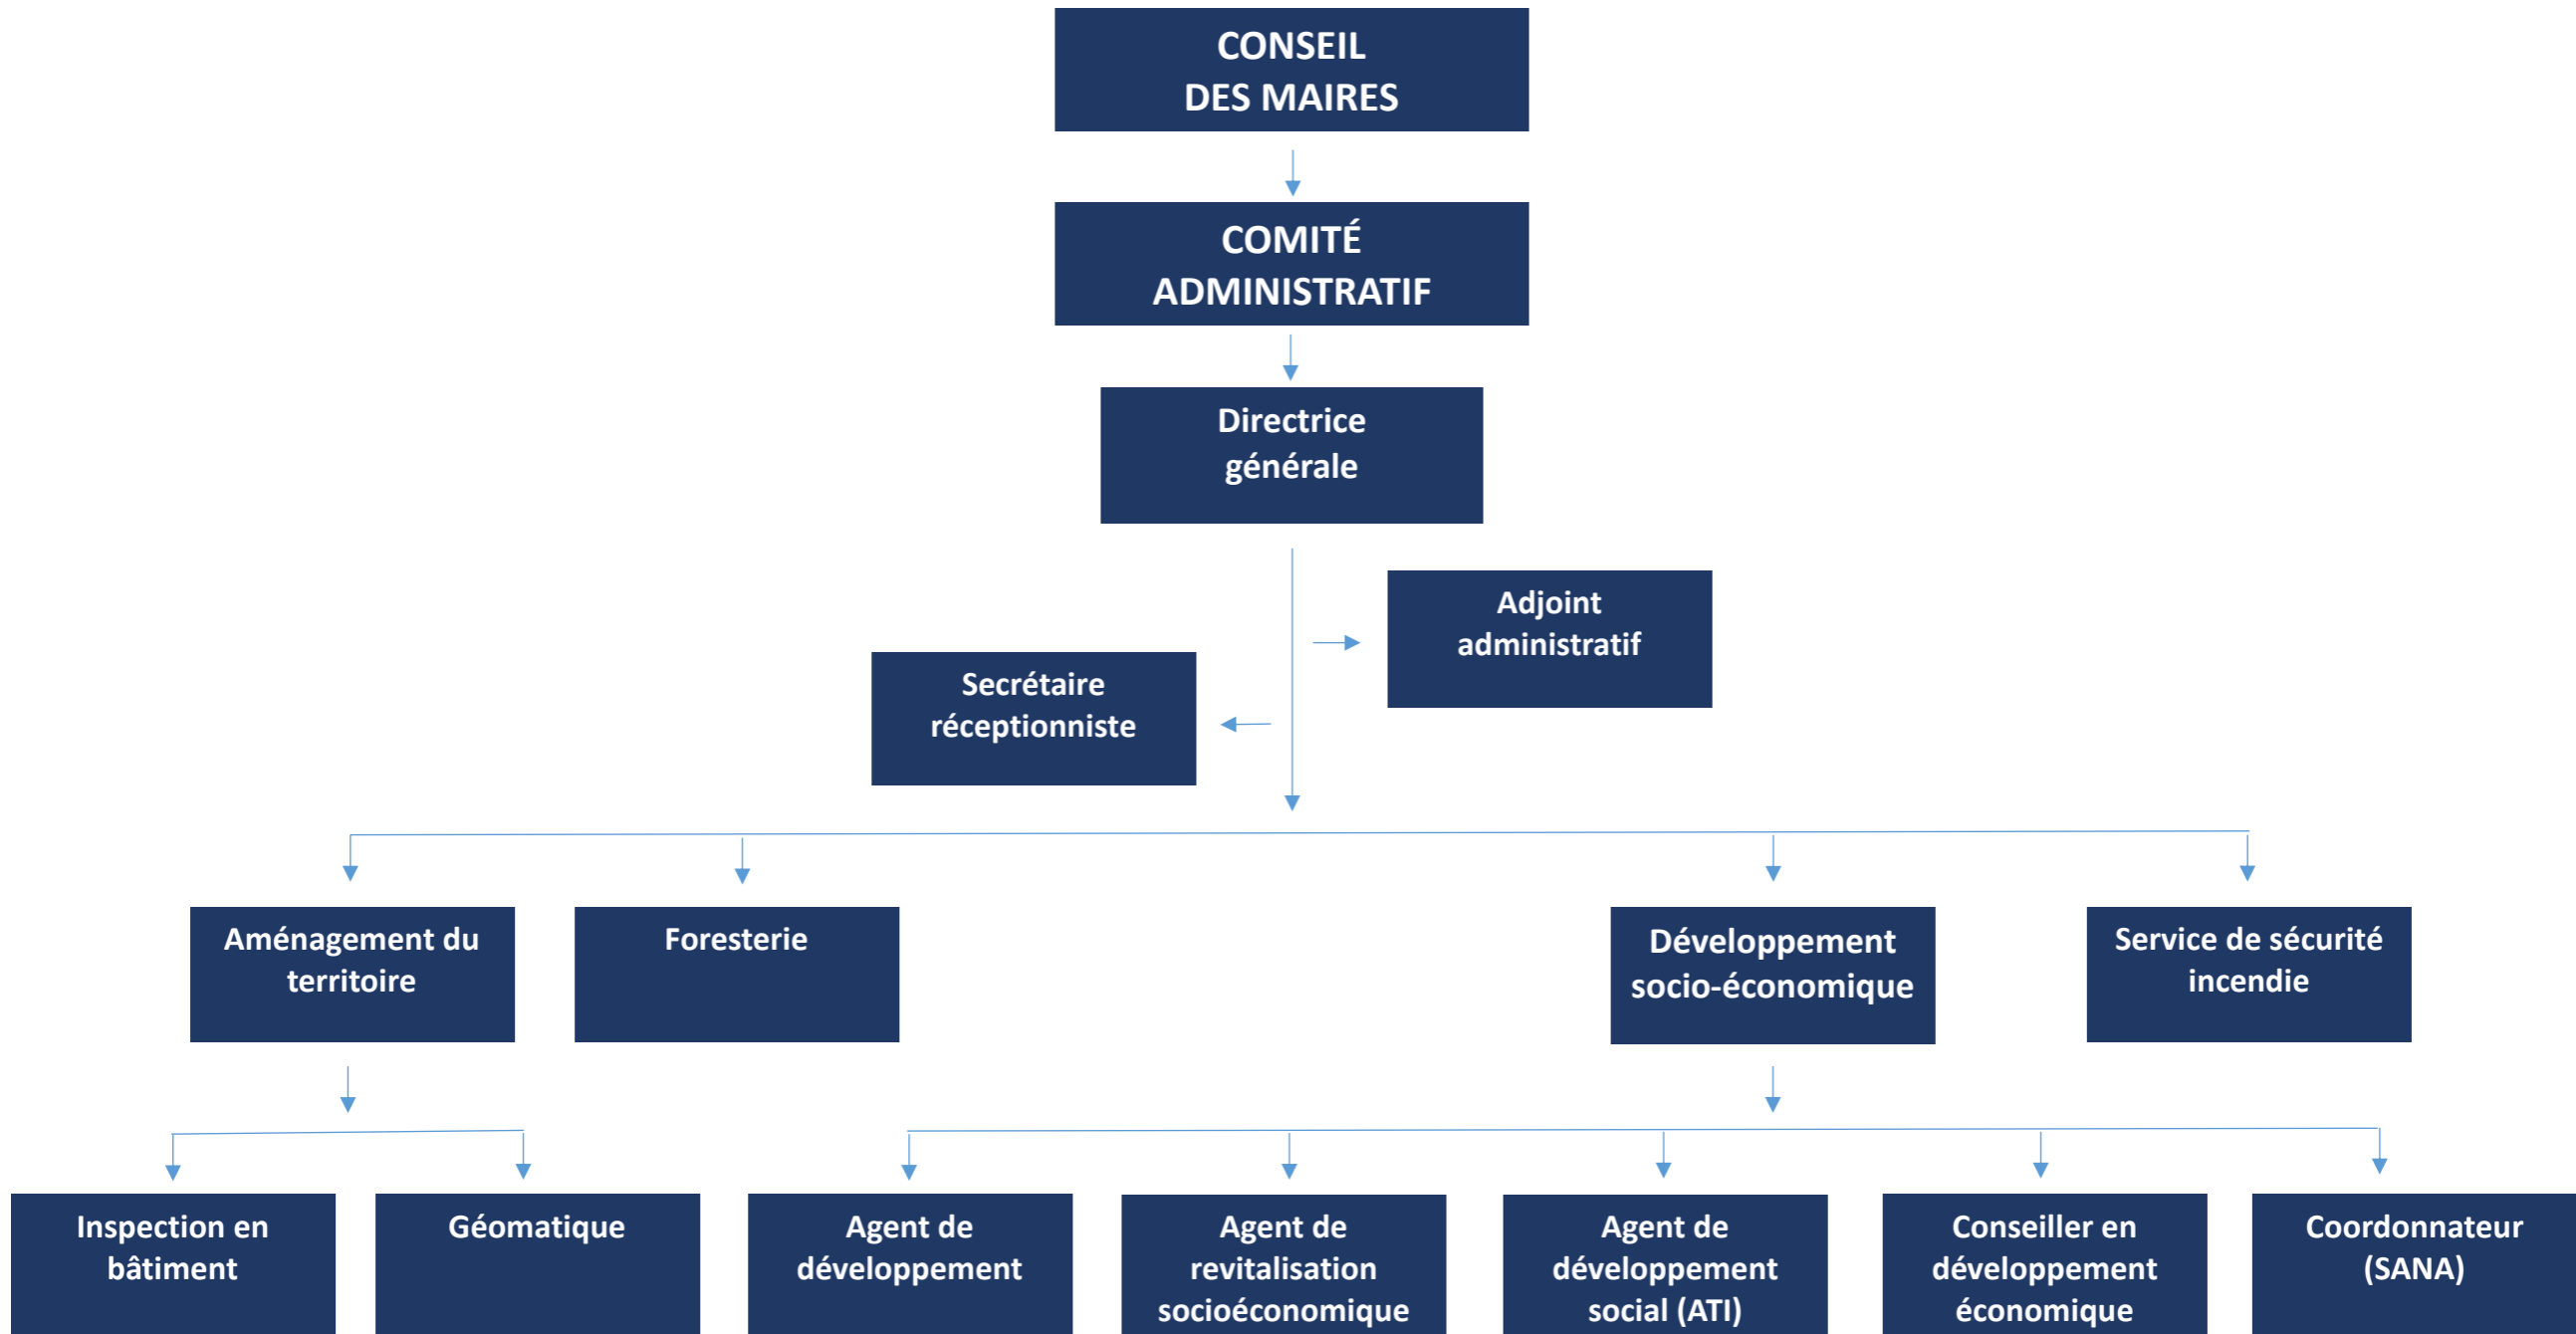 CONSEIL
DES MAIRES
COMITÉ
ADMINISTRATIF
Directrice
générale
Adjoint
administratif
Secrétaire
réceptionniste
Aménagement du
territoire
Foresterie
Développement
socio-économique
Service de sécurité
incendie
Inspection en
bâtiment
Géomatique
Agent de
développement
Agent de
revitalisation
socioéconomique
Agent de
développement
social (ATI)
Conseiller en
développement
économique
Coordonnateur
(SANA)